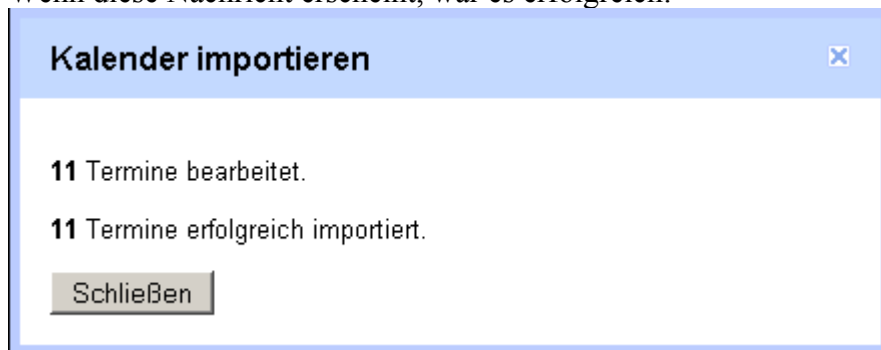 Wenn diese Nachricht erscheint, war es erfolgreich:
Kalender importieren
11 Termine bearbeitet.
11 Termine erfolgreich importiert.
Schließen